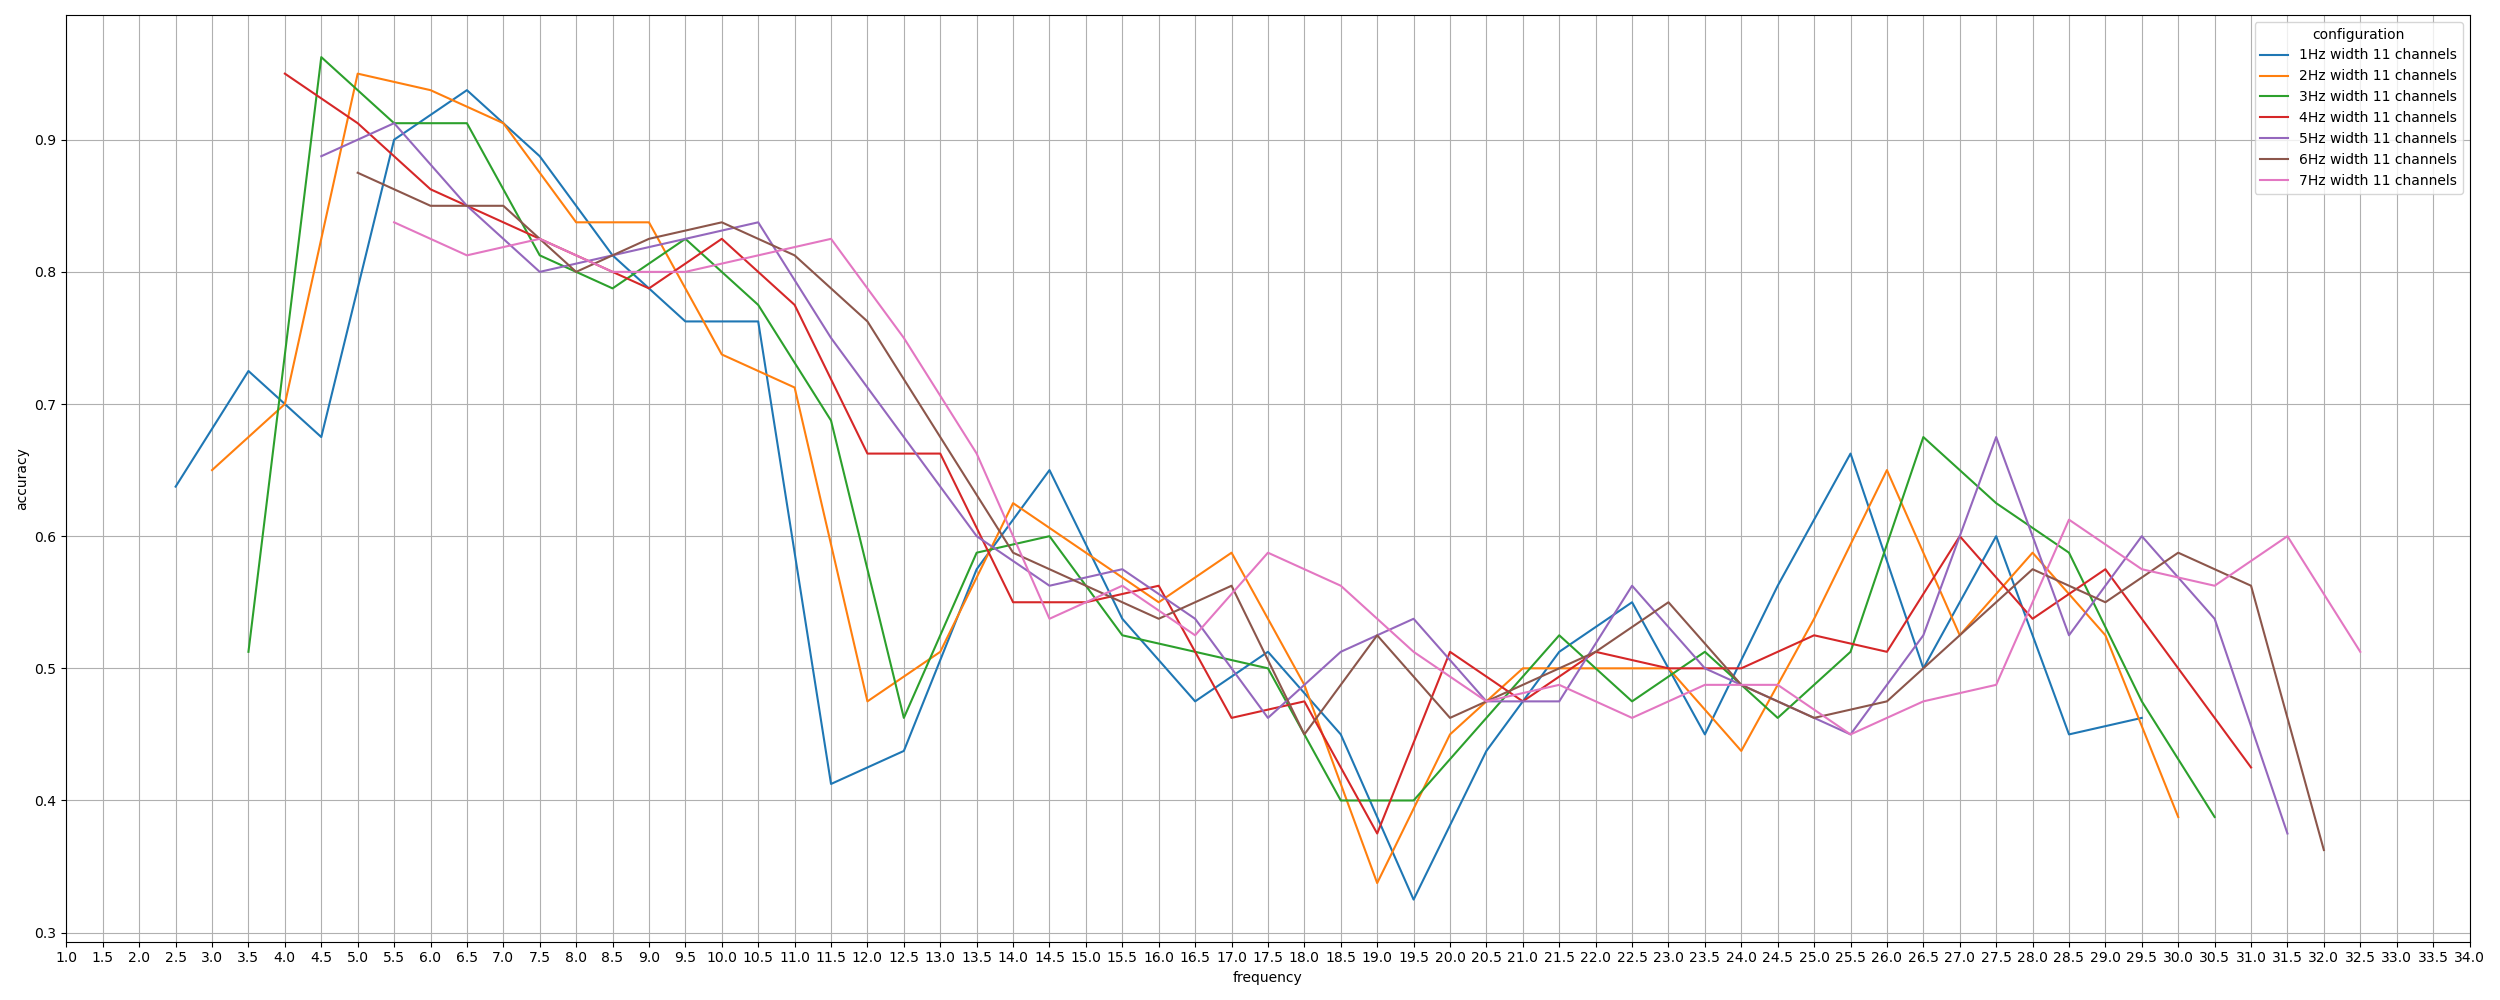 configuration
1Hz width 11 channels
2Hz width 11 channels
3Hz width 11 channels
4Hz width 11 channels
5Hz width 11 channels
6Hz width 11 channels
7Hz width 11 channels
0.9
0.8
0.7
0.6
0.5
0.4
0.3
accuracy
1.0 1.5 2.0 2.5 3.0 3.5 4.0 4.5 5.0 5.5 6.0 6.5 7.0 7.5 8.0 8.5 9.0 9.5 10.0 10.5 11.0 11.5 12.0 12.5 13.0 13.5 14.0 14.5 15.0 15.5 16.0 16.5 17.0 17.5 18.0 18.5 19.0 19.5 20.0 20.5 21.0 21.5 22.0 22.5 23.0 23.5 24.0 24.5 25.0 25.5 26.0 26.5 27.0 27.5 28.0 28.5 29.0 29.5 30.0 30.5 31.0 31.5 32.0 32.5 33.0 33.5 34.0
frequency